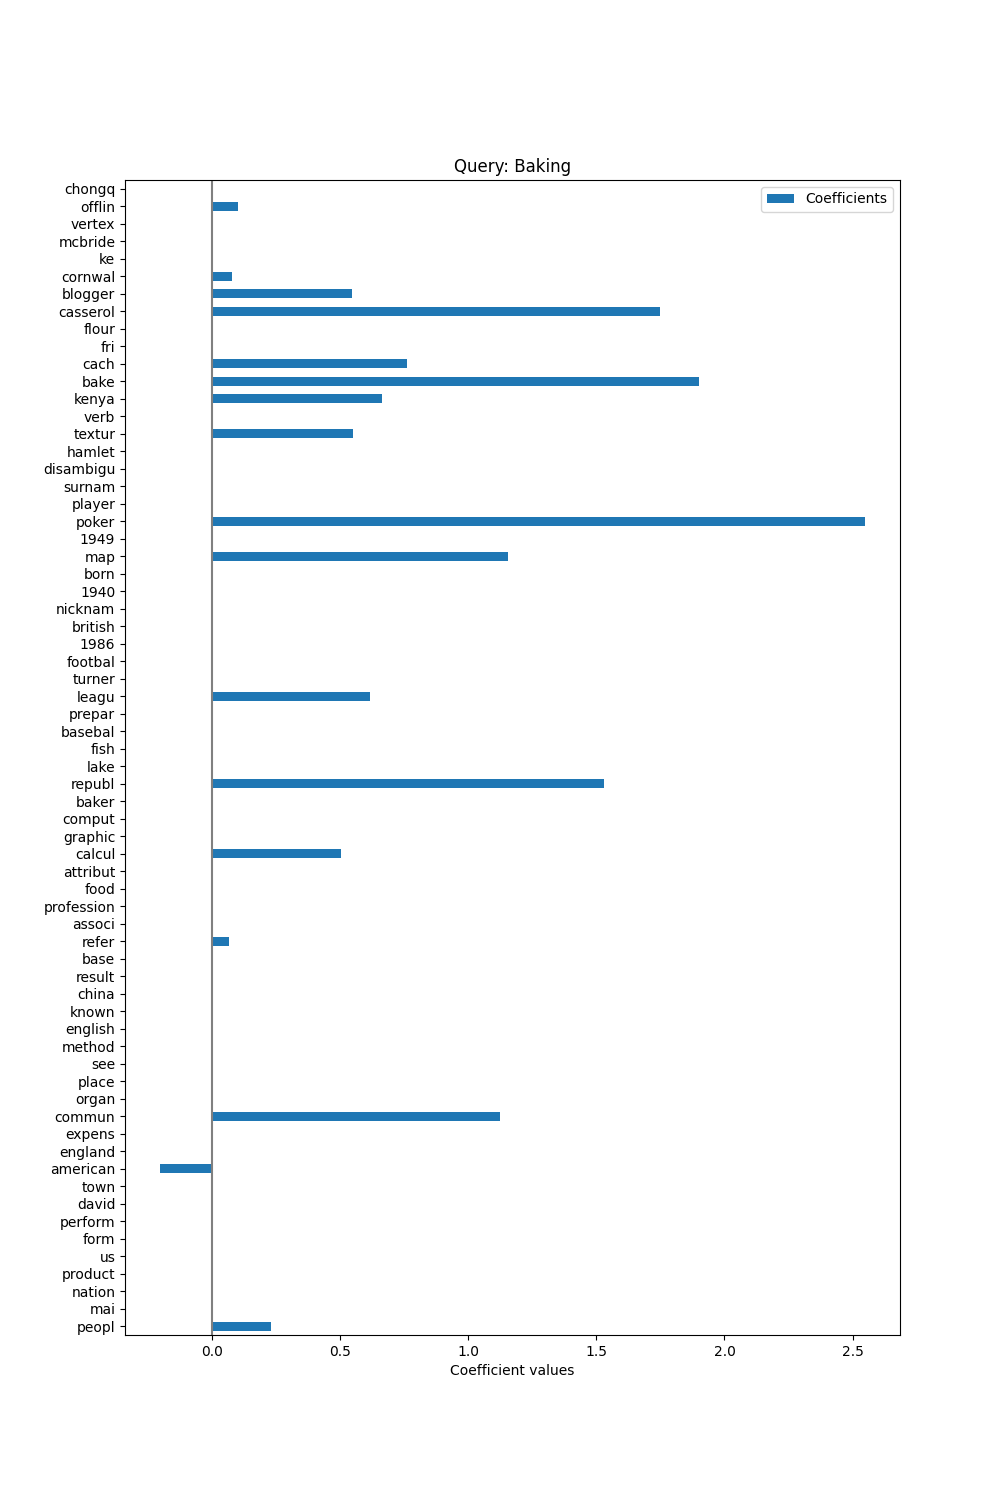 Query: Baking
Coefficients
chongq
offlin
vertex
mcbride
ke
cornwal
blogger
casserol
flour
fri
cach
bake
kenya
verb
textur
hamlet
disambigu
surnam
player
poker
1949
map
born
1940
nicknam
british
1986
footbal
turner
leagu
prepar
basebal
fish
lake
republ
baker
comput
graphic
calcul
attribut
food
profession
associ
refer
base
result
china
known
english
method
see
place
organ
commun
expens
england
american
town
david
perform
form
us
product
nation
mai
peopl
0.0 0.5 1.0 1.5 2.0 2.5
Coefficient values